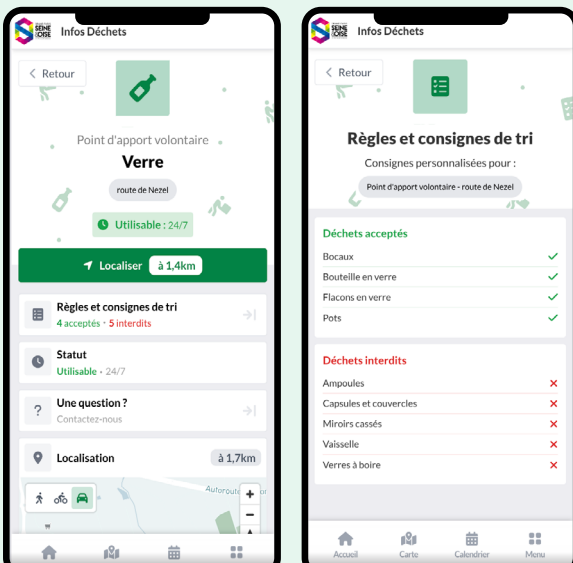 SEINE
OISE
Infos Déchets
Retour
Point d'apport volontaire
Verre
route de Nezel
Utilisable : 24/7
Localiser à 1,4km
Règles et consignes de tri
4 acceptés • 5 interdits
Statut
Utilisable • 24/7
Une question ?
Contactez-nous
Localisation à 1,7km
Autoroute
SEINE
OISE
Infos Déchets
Retour
Règles et consignes de tri
Consignes personnalisées pour :
Point d'apport volontaire - route de Nezel
Déchets acceptés
Bocaux
Bouteille en verre
Flacons en verre
Pots
Déchets interdits
Ampoules
Capsules et couvercles
Miroirs cassés
Vaisselle
Verres à boire
Accueil Carte Calendrier Menu